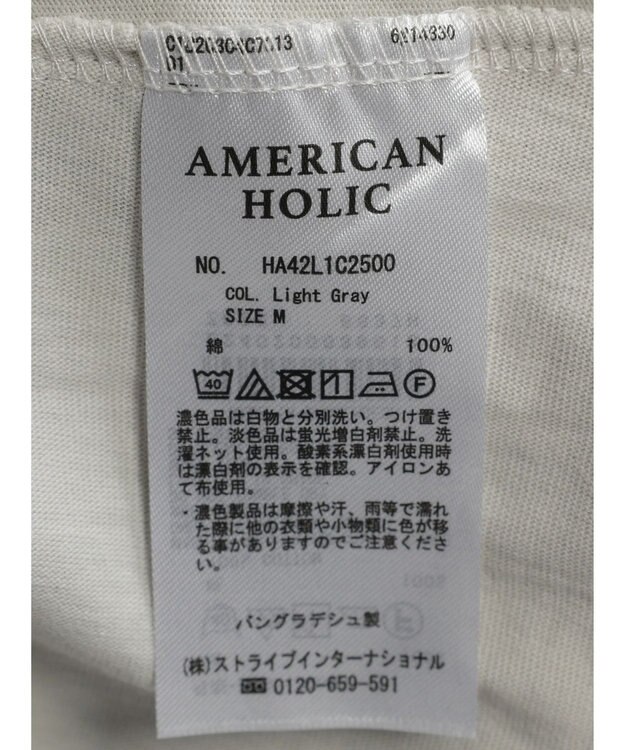 AMERICAN
HOLIC
NO. HA42L1C2500
COL. Light Gray
SIZE M
綿 100%
40 F
濃色品は白物と分別洗い。つけ置き
禁止。淡色品は蛍光増白剤禁止。洗
濯ネット使用。酸素系漂白剤使用時
は漂白剤の表示を確認。アイロンあ
て布使用。
・濃色製品は摩擦や汗、雨等で濡れ
た際に他の衣類や小物類に色が移
る事がありますのでご注意くださ
い。
バングラデシュ製
(株)ストライプインターナショナル
0120-659-591